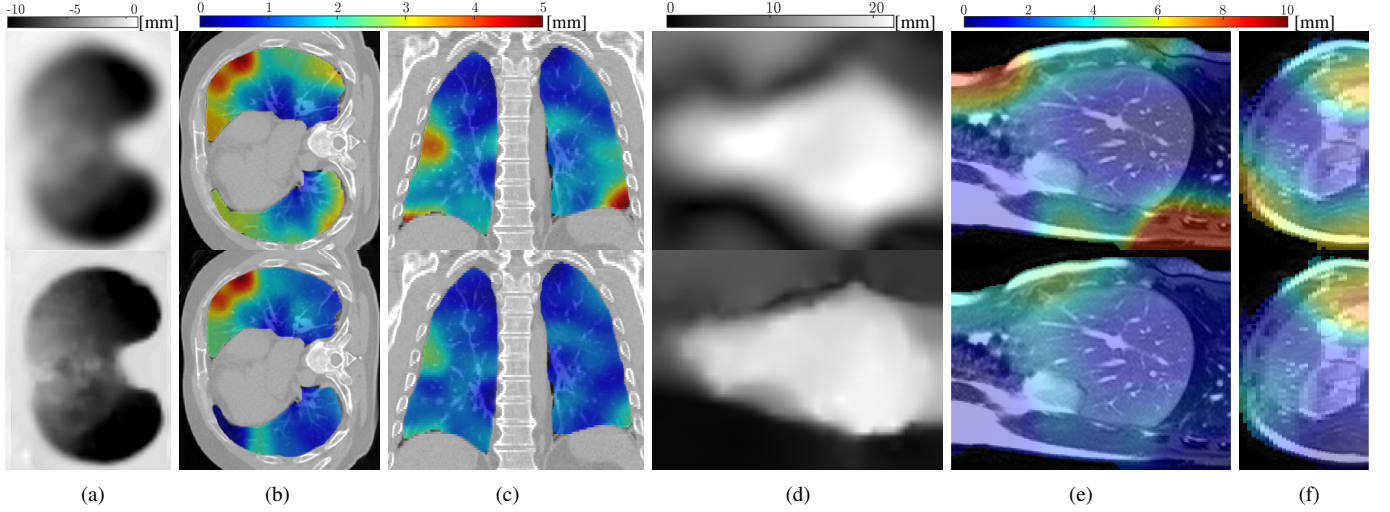 -10 -5 0 [mm]
0 1 2 3 4 5 [mm]
0 10 20 [mm]
0 2 4 6 8 10 [mm]
(a) (b) (c) (d) (e) (f)